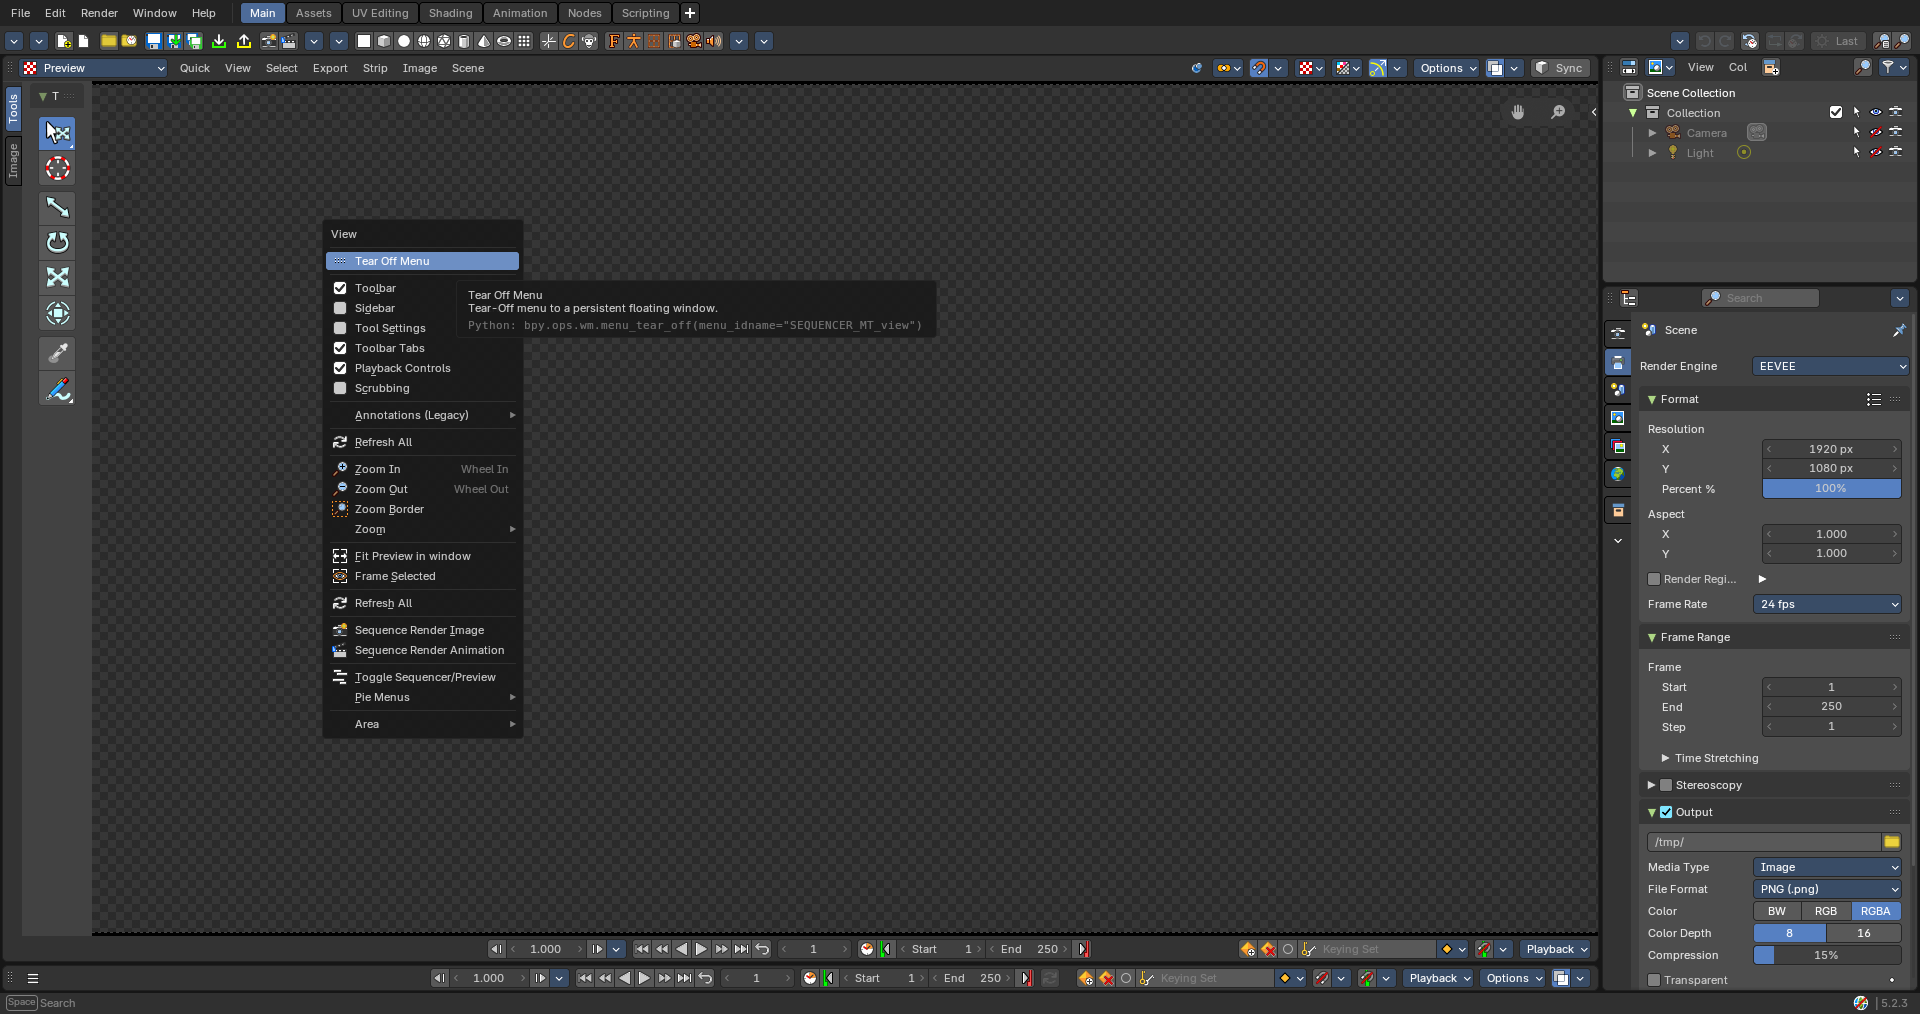 File Edit Render Window Help Main Assets UV Editing Shading Animation Nodes Scripting
Last
Preview Quick View Select Export Strip Image Scene Options Sync
View Col
Tools
Image
T
Scene Collection
Collection
Camera
Light
View
Tear Off Menu
Toolbar
Sidebar
Tool Settings
Toolbar Tabs
Playback Controls
Scrubbing
Annotations (Legacy)
Refresh All
Zoom In Wheel In
Zoom Out Wheel Out
Zoom Border
Zoom
Fit Preview in window
Frame Selected
Refresh All
Sequence Render Image
Sequence Render Animation
Toggle Sequencer/Preview
Pie Menus
Area
Tear Off Menu
Tear-Off menu to a persistent floating window.
Python: bpy.ops.wm.menu_tear_off(menu_idname="SEQUENCER_MT_view")
Search
Scene
Render Engine EEVEE
Format
Resolution
X 1920 px
Y 1080 px
Percent % 100%
Aspect
X 1.000
Y 1.000
Render Regi...
Frame Rate 24 fps
Frame Range
Frame
Start 1
End 250
Step 1
Time Stretching
Stereoscopy
Output
/tmp/
Media Type Image
File Format PNG (.png)
Color BW RGB RGBA
Color Depth 8 16
Compression 15%
Transparent
1.000 1 Start 1 End 250 Keying Set Playback
1.000 1 Start 1 End 250 Keying Set Playback Options
Space Search
5.2.3